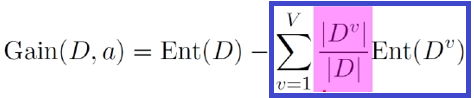 Gain(D, a) = Ent(D) − ∑_{v=1}^{V} |D^v| / |D| Ent(D^v)